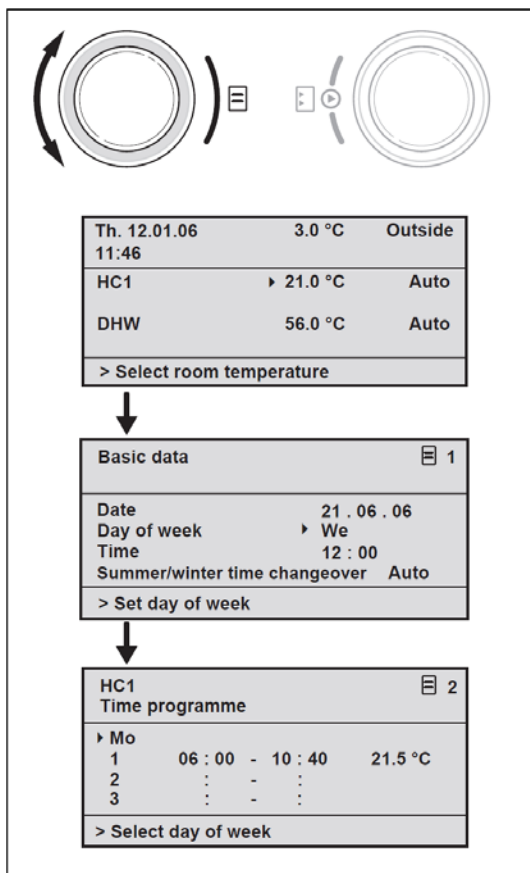 Th. 12.01.06 3.0 °C Outside
11:46
HC1 21.0 °C Auto
DHW 56.0 °C Auto
> Select room temperature
Basic data 1
Date 21 . 06 . 06
Day of week We
Time 12 : 00
Summer/winter time changeover Auto
> Set day of week
HC1 2
Time programme
Mo
1 06 : 00 - 10 : 40 21.5 °C
2 : - :
3 : - :
> Select day of week